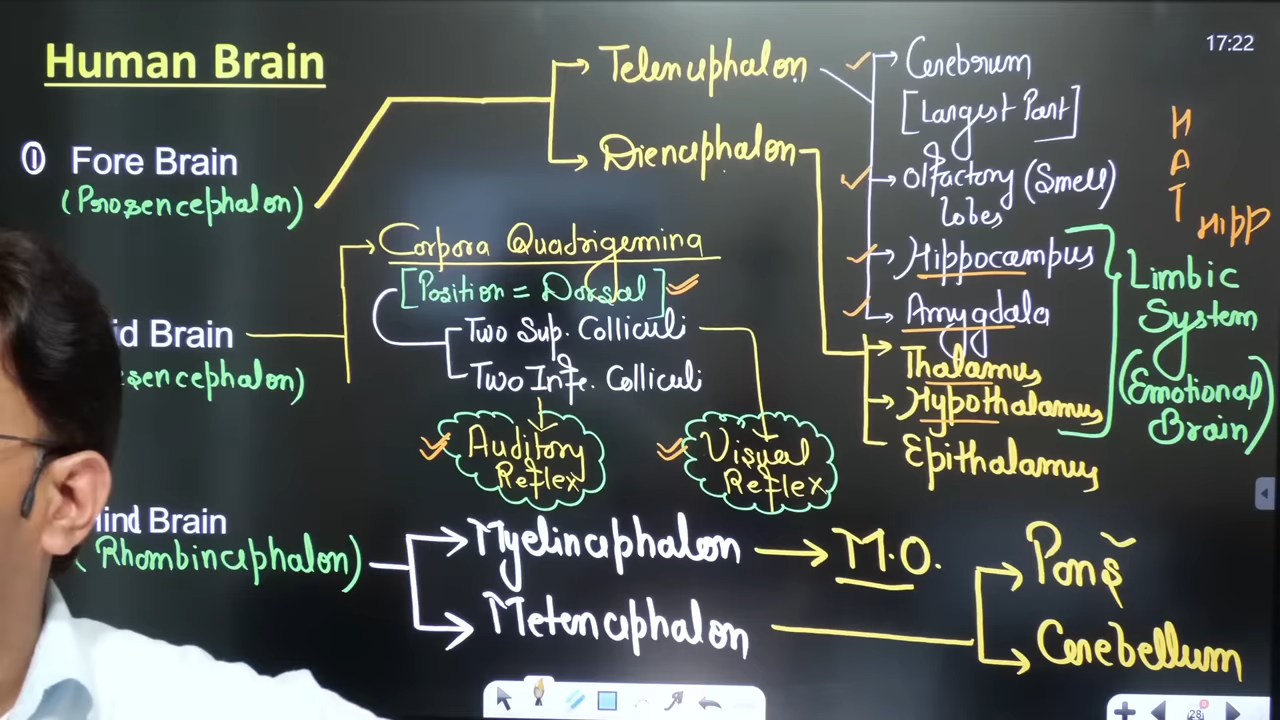 Human Brain
17:22
① Fore Brain
(Prosencephalon)
Telencephalon
Diencephalon
Cerebrum
[Largest Part]
Olfactory (Smell)
lobes
Hippocampus
Amygdala
Thalamus
Hypothalamus
Epithalamus
H
A
T
HIPP
Limbic
System
(Emotional
Brain)
id Brain
sencephalon)
Corpora Quadrigemina
[Position = Dorsal]
Two Sup. Colliculi
Two Infe. Colliculi
Auditory
Reflex
Visual
Reflex
ind Brain
(Rhombincephalon)
Myelincephalon
M.O.
Metencephalon
Pons
Cerebellum
28